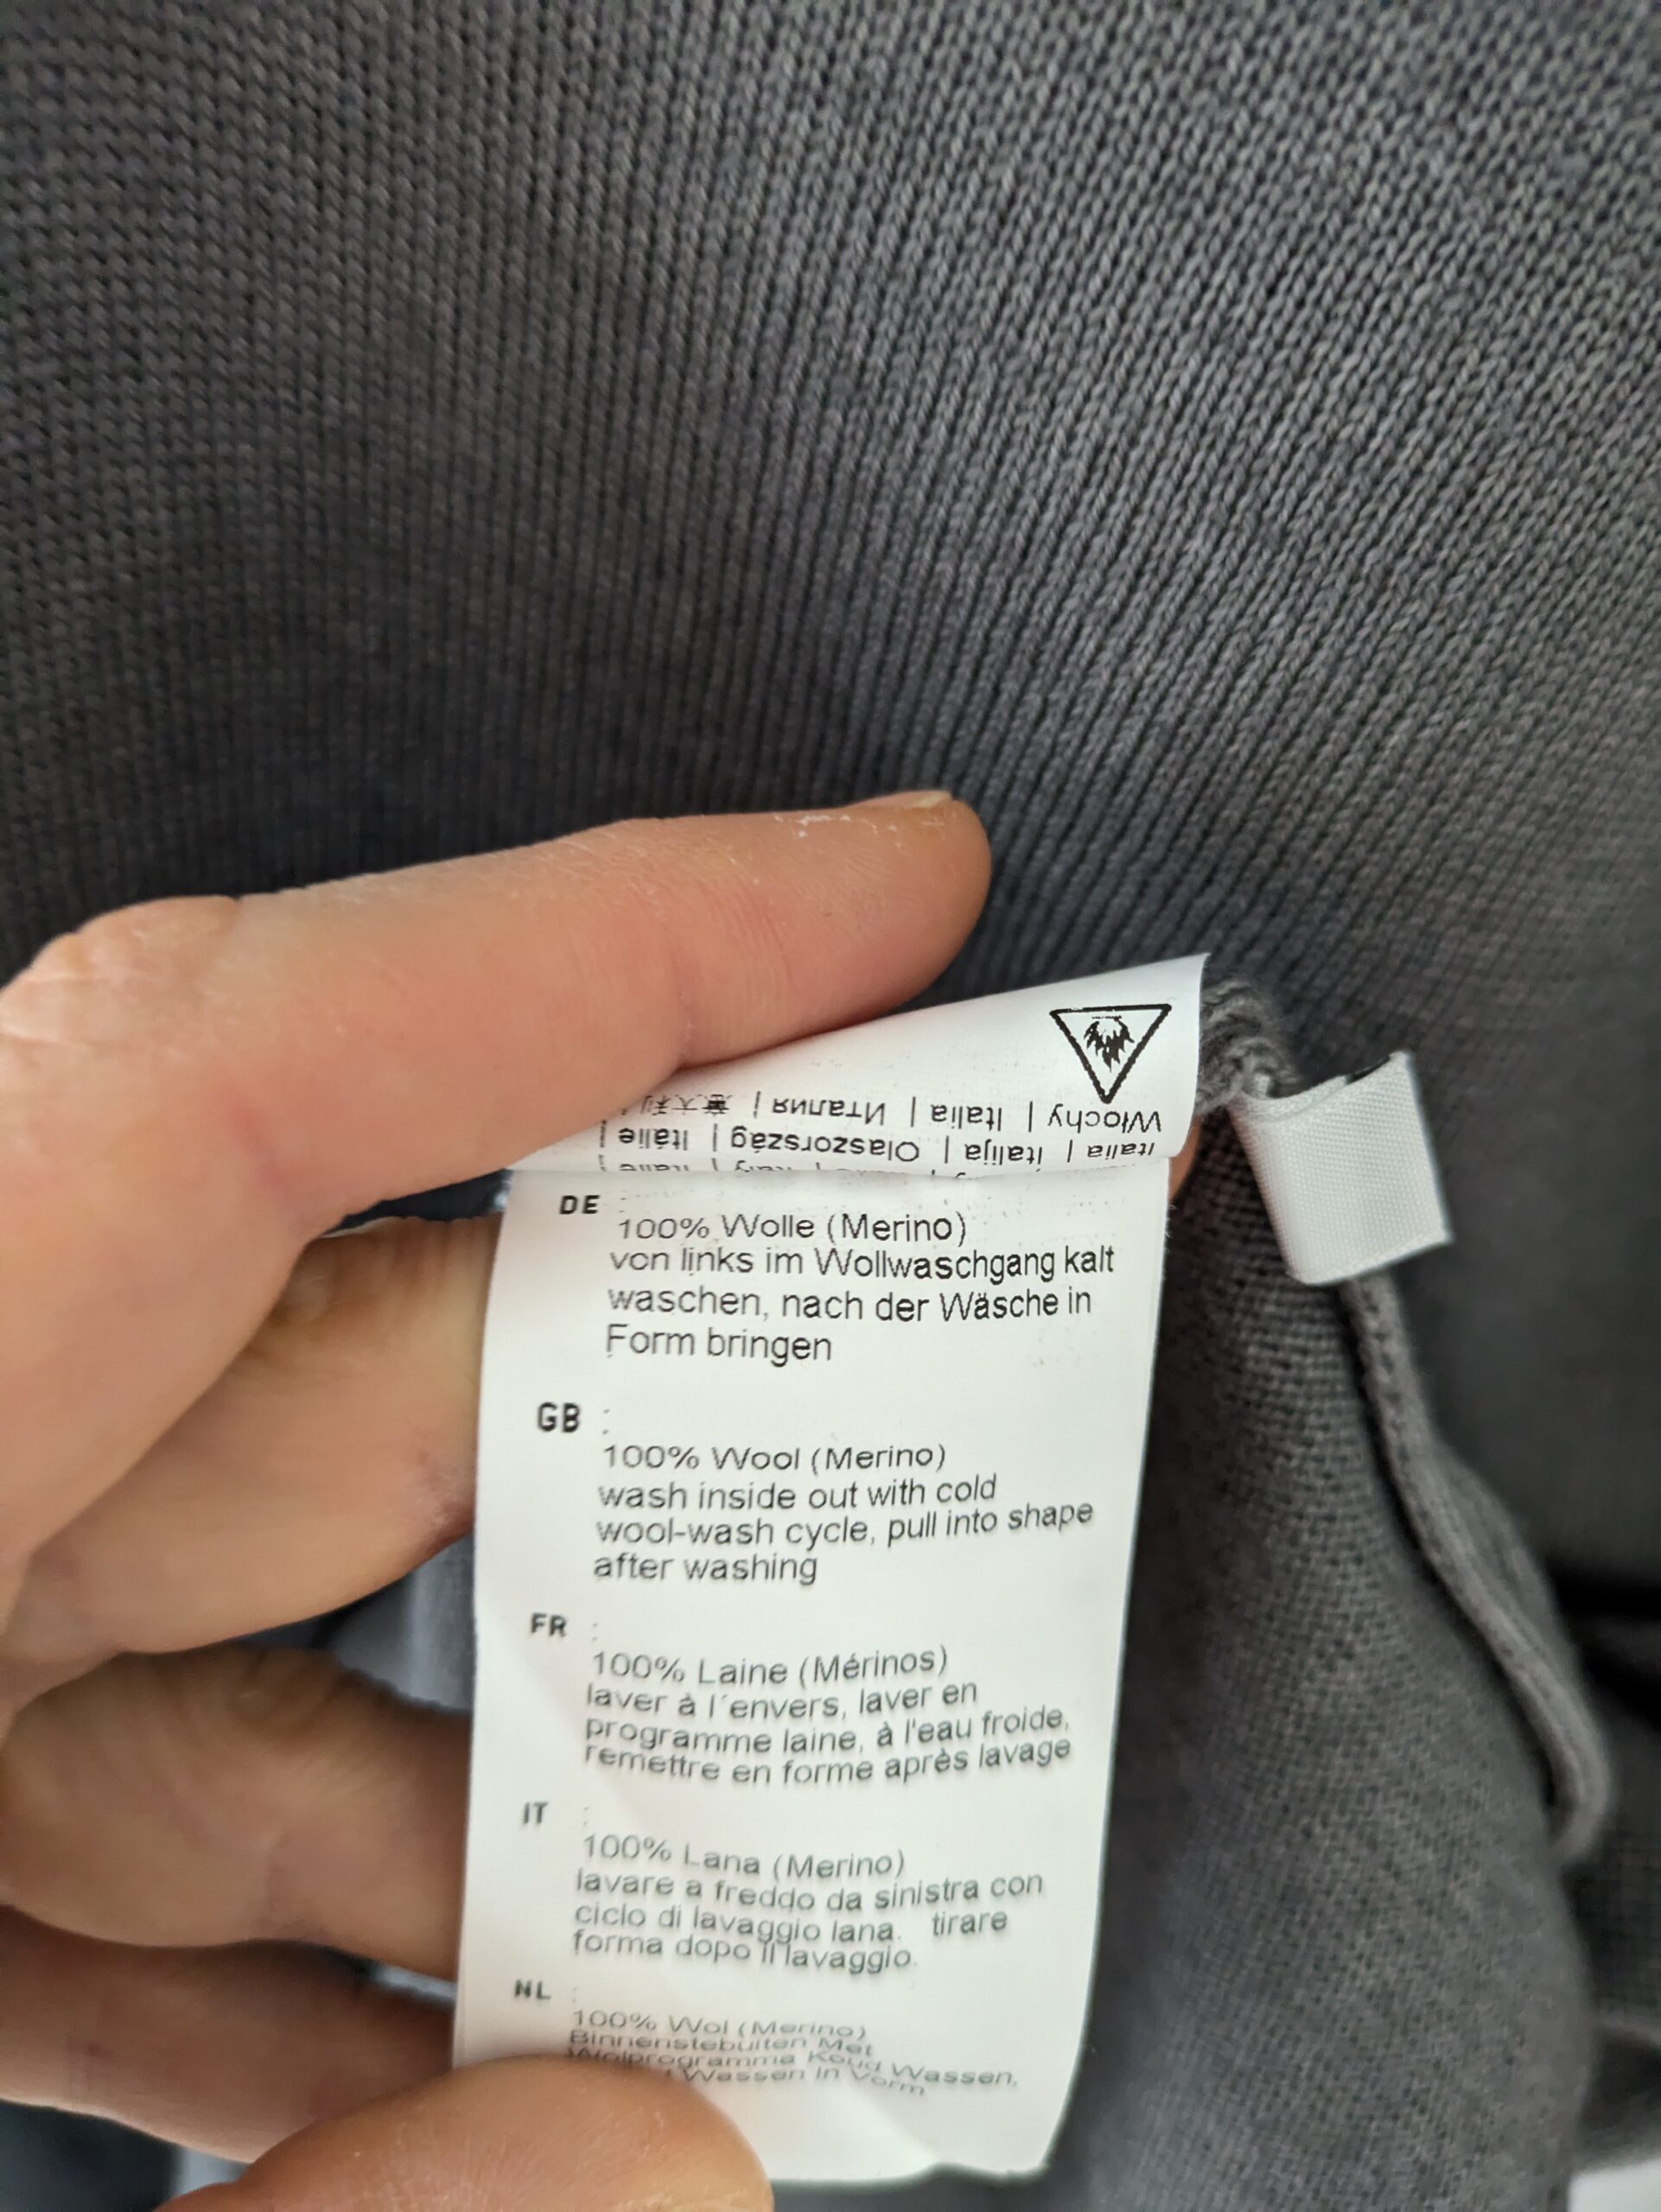 Włochy | Italia | Италия | 意大利
Italia | Italija | Olaszország | Itálie |
DE :
100% Wolle (Merino)
von links im Wollwaschgang kalt
waschen, nach der Wäsche in
Form bringen
GB :
100% Wool (Merino)
wash inside out with cold
wool-wash cycle, pull into shape
after washing
FR :
100% Laine (Mérinos)
laver à l´envers, laver en
programme laine, à l'eau froide,
remettre en forme après lavage
IT :
100% Lana (Merino)
lavare a freddo da sinistra con
ciclo di lavaggio lana. tirare
forma dopo il lavaggio.
NL :
100% Wol (Merino)
Binnenstebuiten Met
Wolprogramma Koud Wassen,
Wassen In Vorm